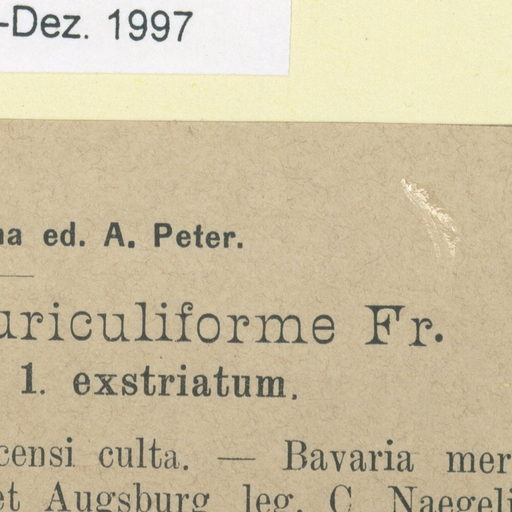 -Dez. 1997
na ed. A. Peter.
uriculiforme Fr.
1. exstriatum.
censi culta. — Bavaria mer
et Augsburg leg. C Naegeli